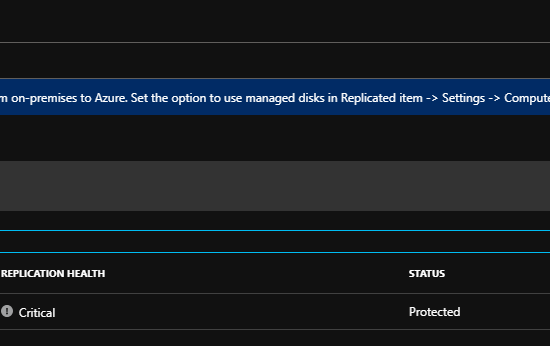 m on-premises to Azure. Set the option to use managed disks in Replicated item -> Settings -> Compute
REPLICATION HEALTH STATUS
Critical Protected